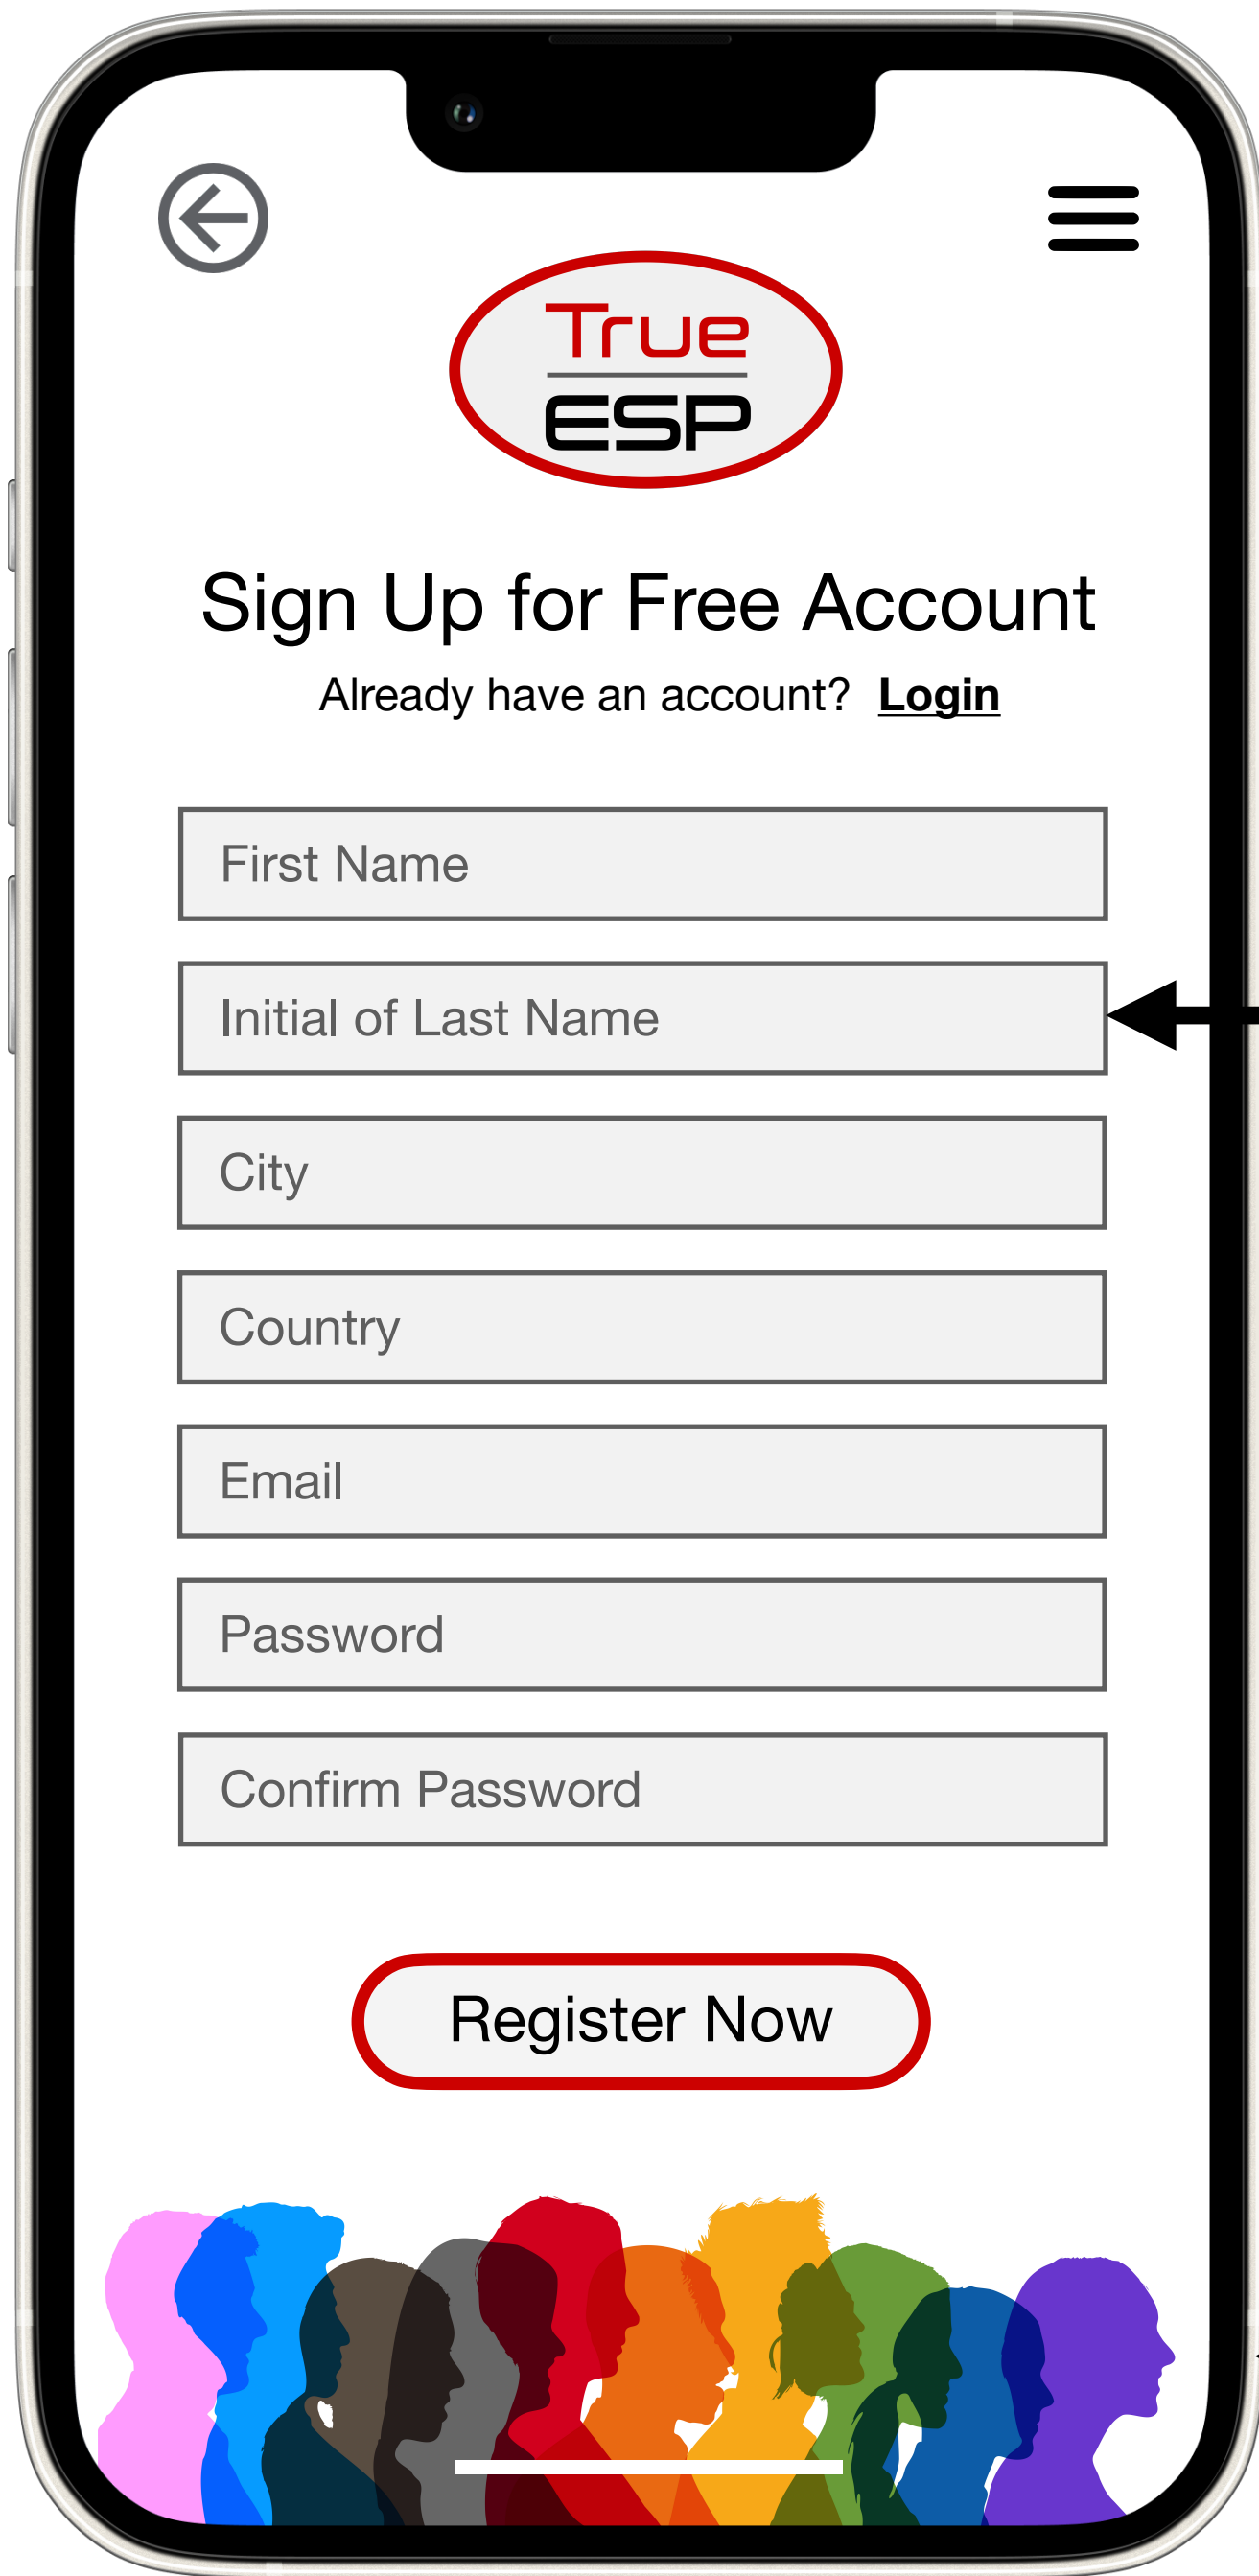 True
ESP
Sign Up for Free Account
Already have an account? Login
First Name
Initial of Last Name
City
Country
Email
Password
Confirm Password
Register Now